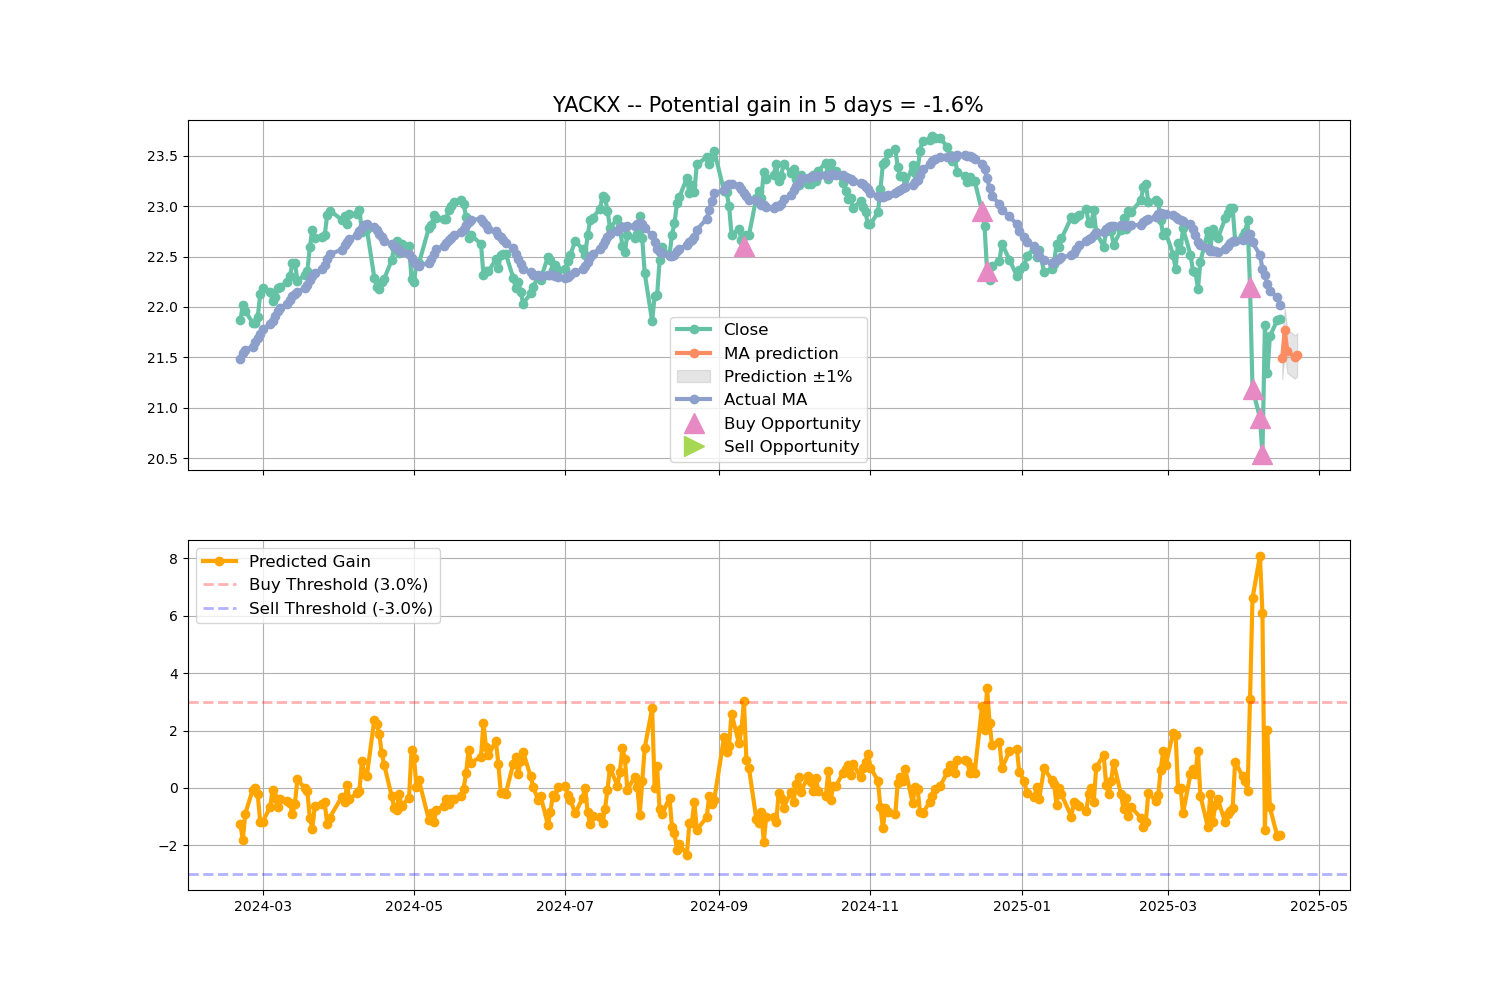 YACKX -- Potential gain in 5 days = -1.6%
23.5
23.0
22.5
22.0
21.5
21.0
20.5
Close
MA prediction
Prediction ±1%
Actual MA
Buy Opportunity
Sell Opportunity
8
6
4
2
0
−2
Predicted Gain
Buy Threshold (3.0%)
Sell Threshold (-3.0%)
2024-03 2024-05 2024-07 2024-09 2024-11 2025-01 2025-03 2025-05